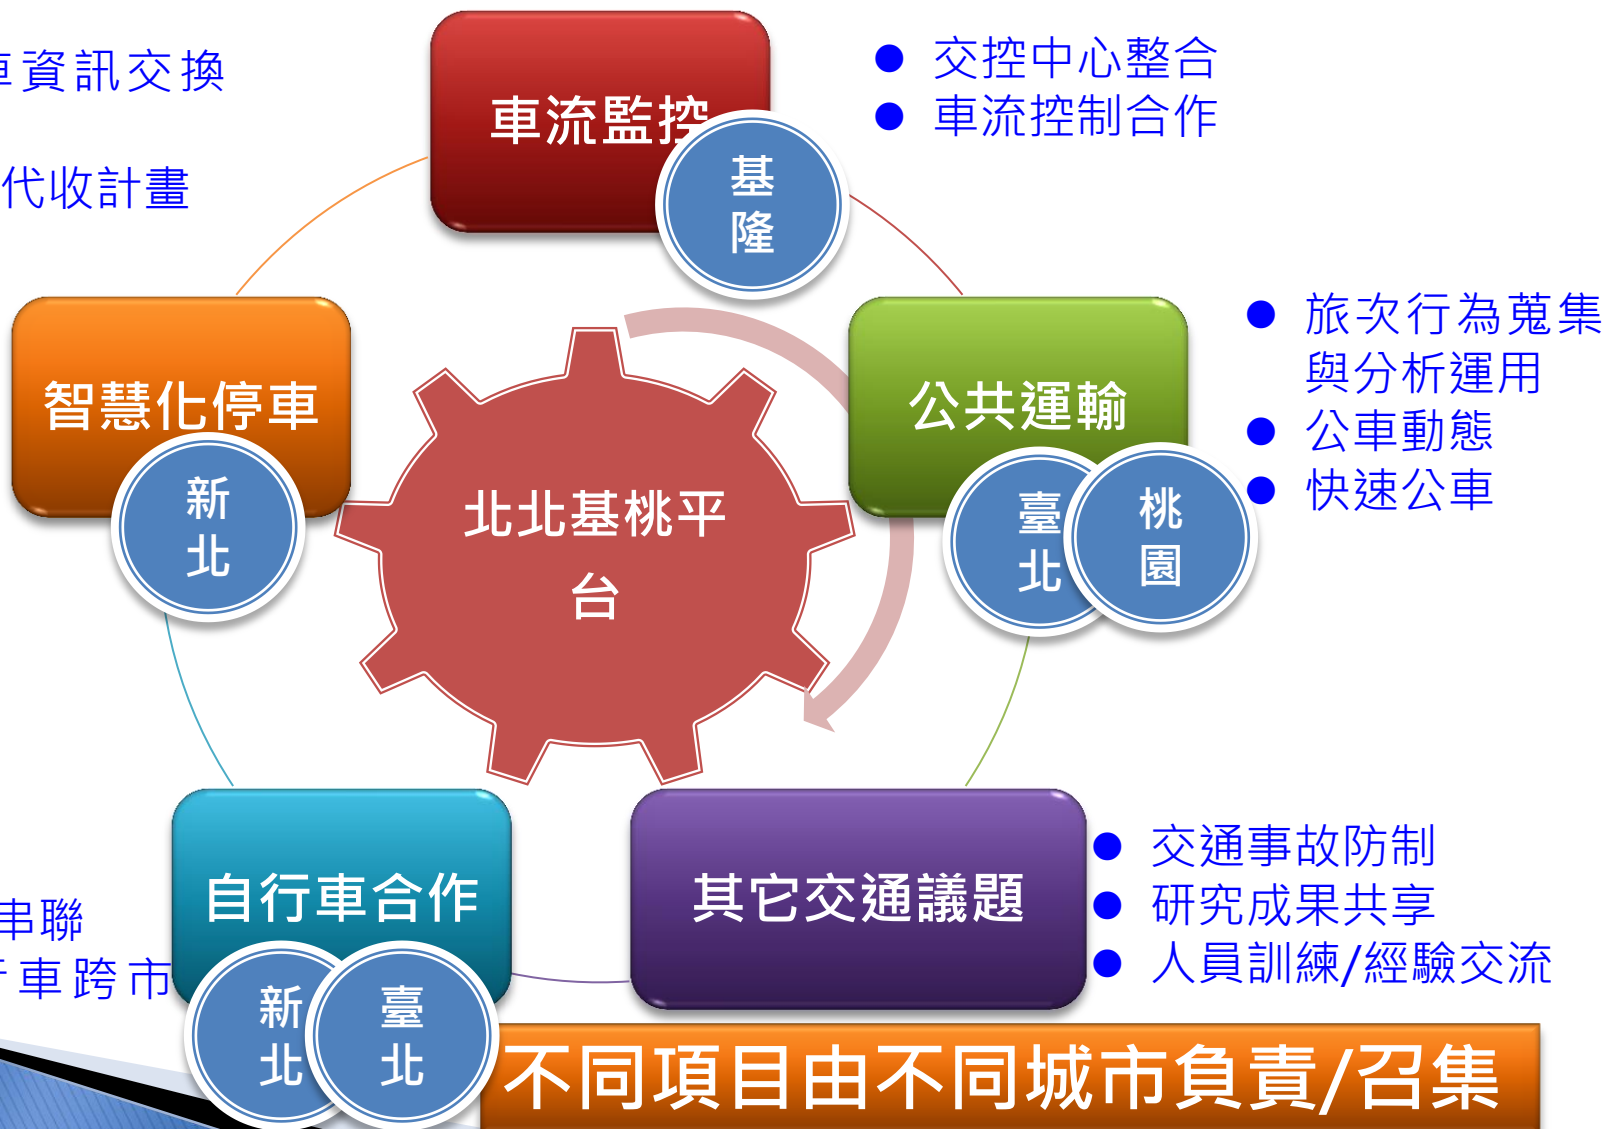 車資訊交換
代收計畫
車流監控
基
隆
交控中心整合
車流控制合作
智慧化停車
新
北
公共運輸
臺
北
桃
園
旅次行為蒐集
與分析運用
公車動態
快速公車
北北基桃平
台
自行車合作
新
北
臺
北
串聯
行車跨市
其它交通議題
交通事故防制
研究成果共享
人員訓練/經驗交流
不同項目由不同城市負責/召集